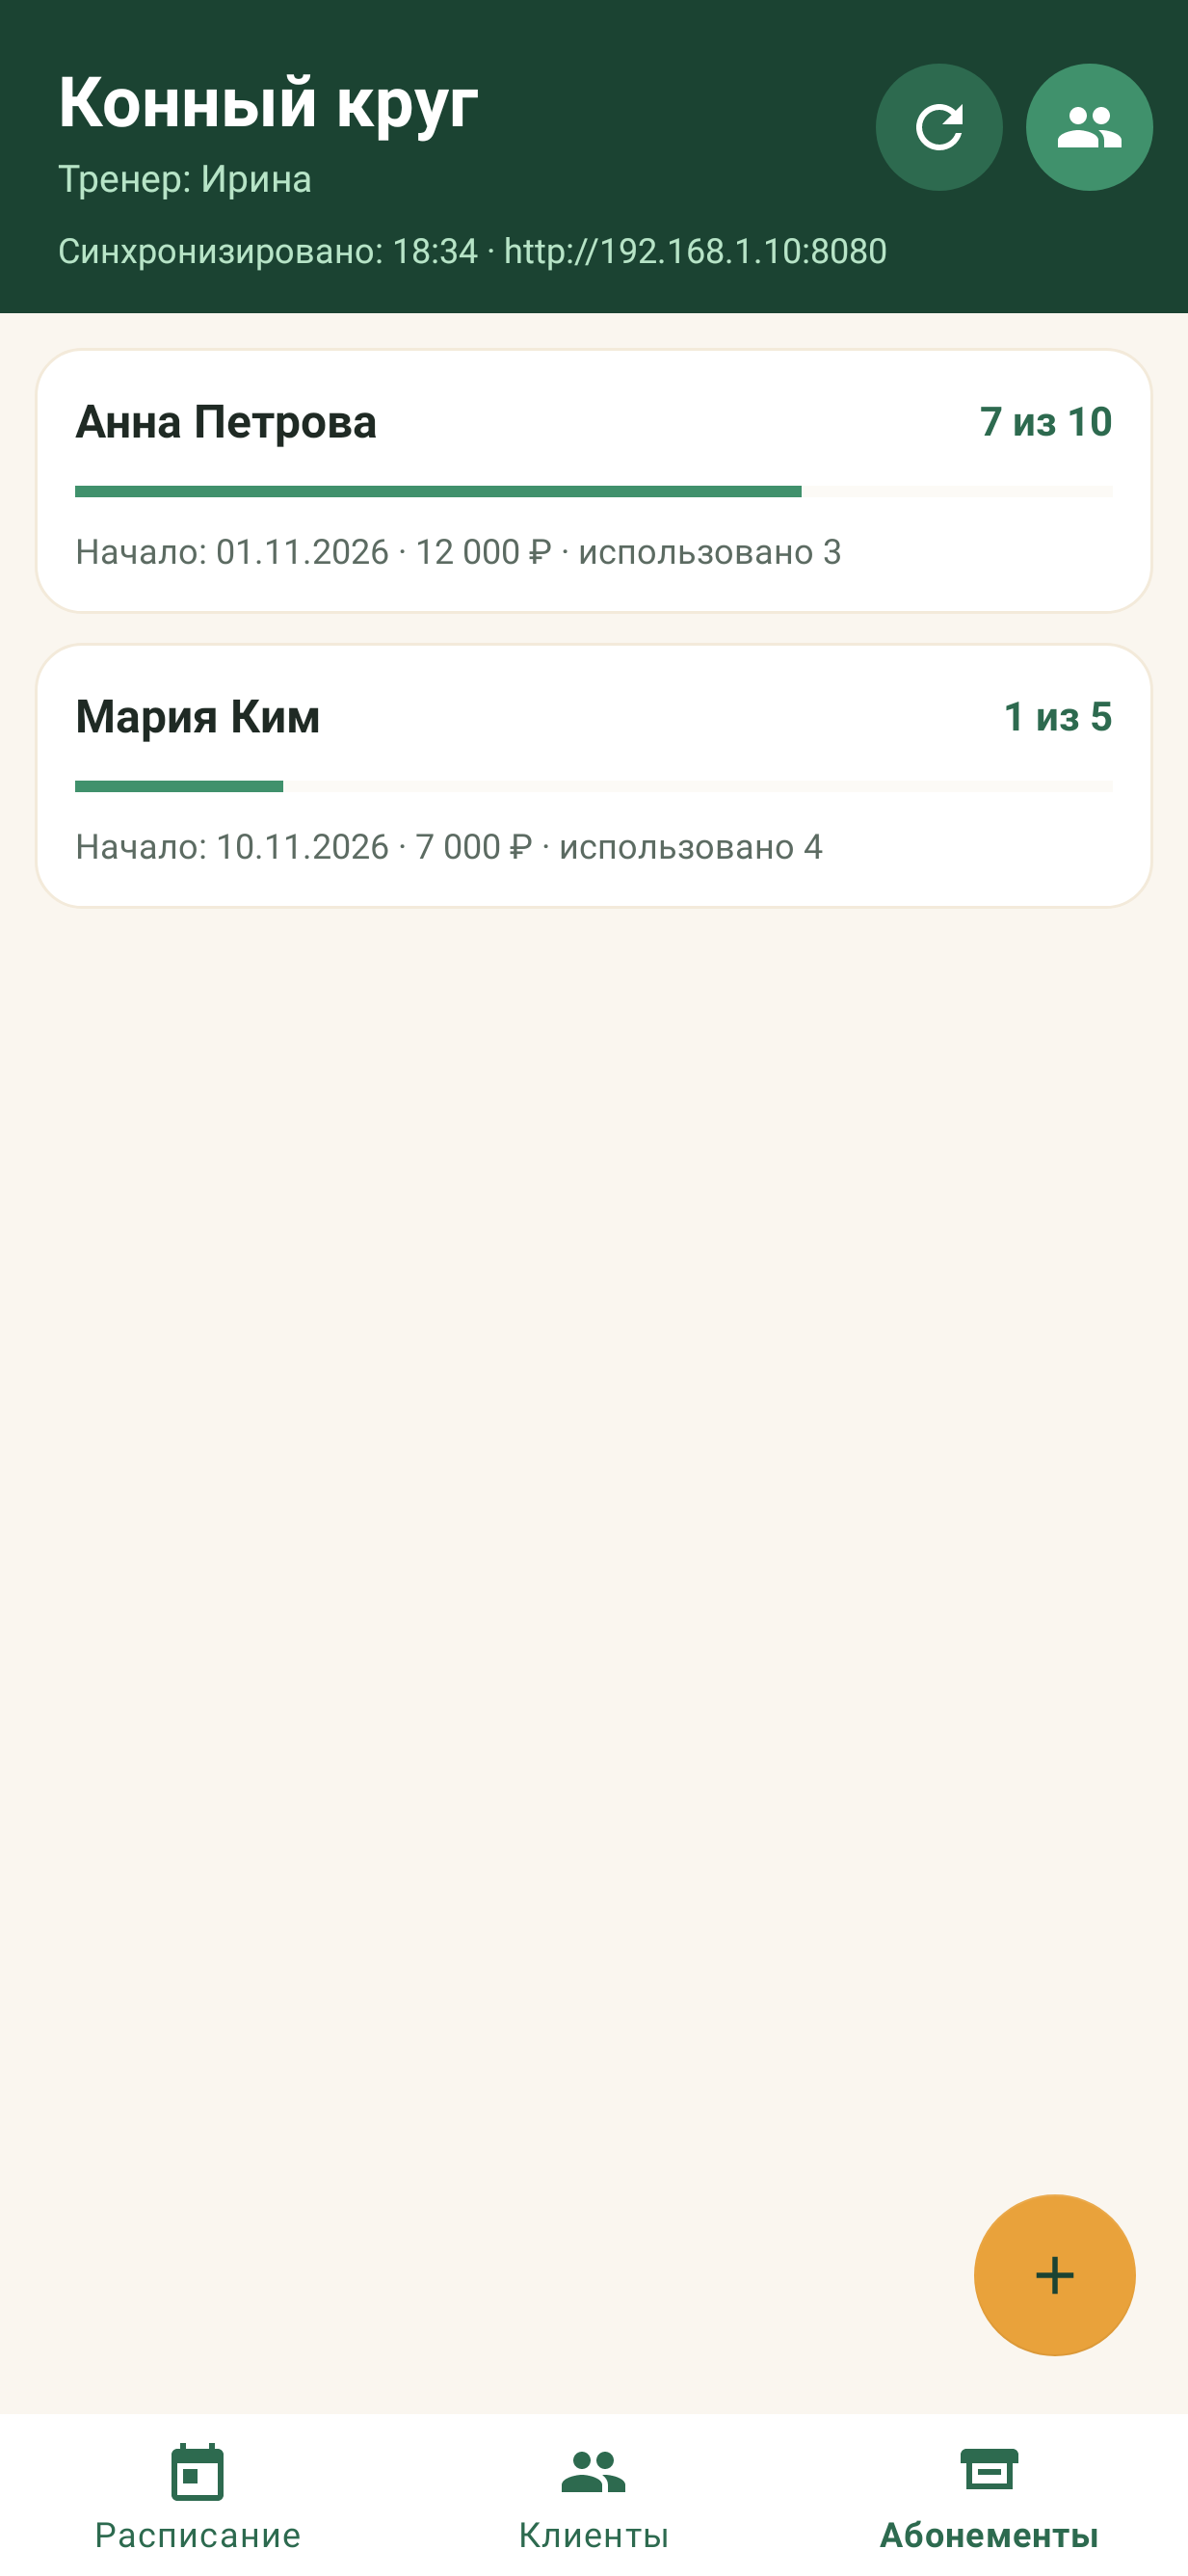 Конный круг
Тренер: Ирина
Синхронизировано: 18:34 · http://192.168.1.10:8080
Анна Петрова
7 из 10
Начало: 01.11.2026 · 12 000 ₽ · использовано 3
Мария Ким
1 из 5
Начало: 10.11.2026 · 7 000 ₽ · использовано 4
Расписание
Клиенты
Абонементы